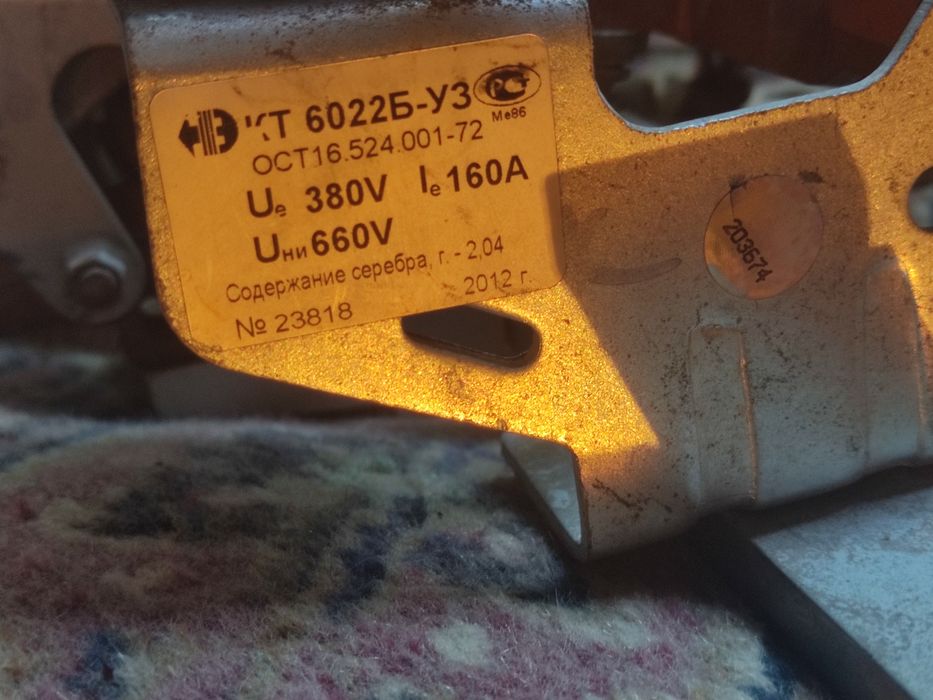 КТ 6022Б-У3
РСТ
Ме86
ОСТ16.524.001-72
Ue 380V Ie 160A
Uни 660V
Содержание серебра, г. - 2,04
2012 г.
№ 23818
203674